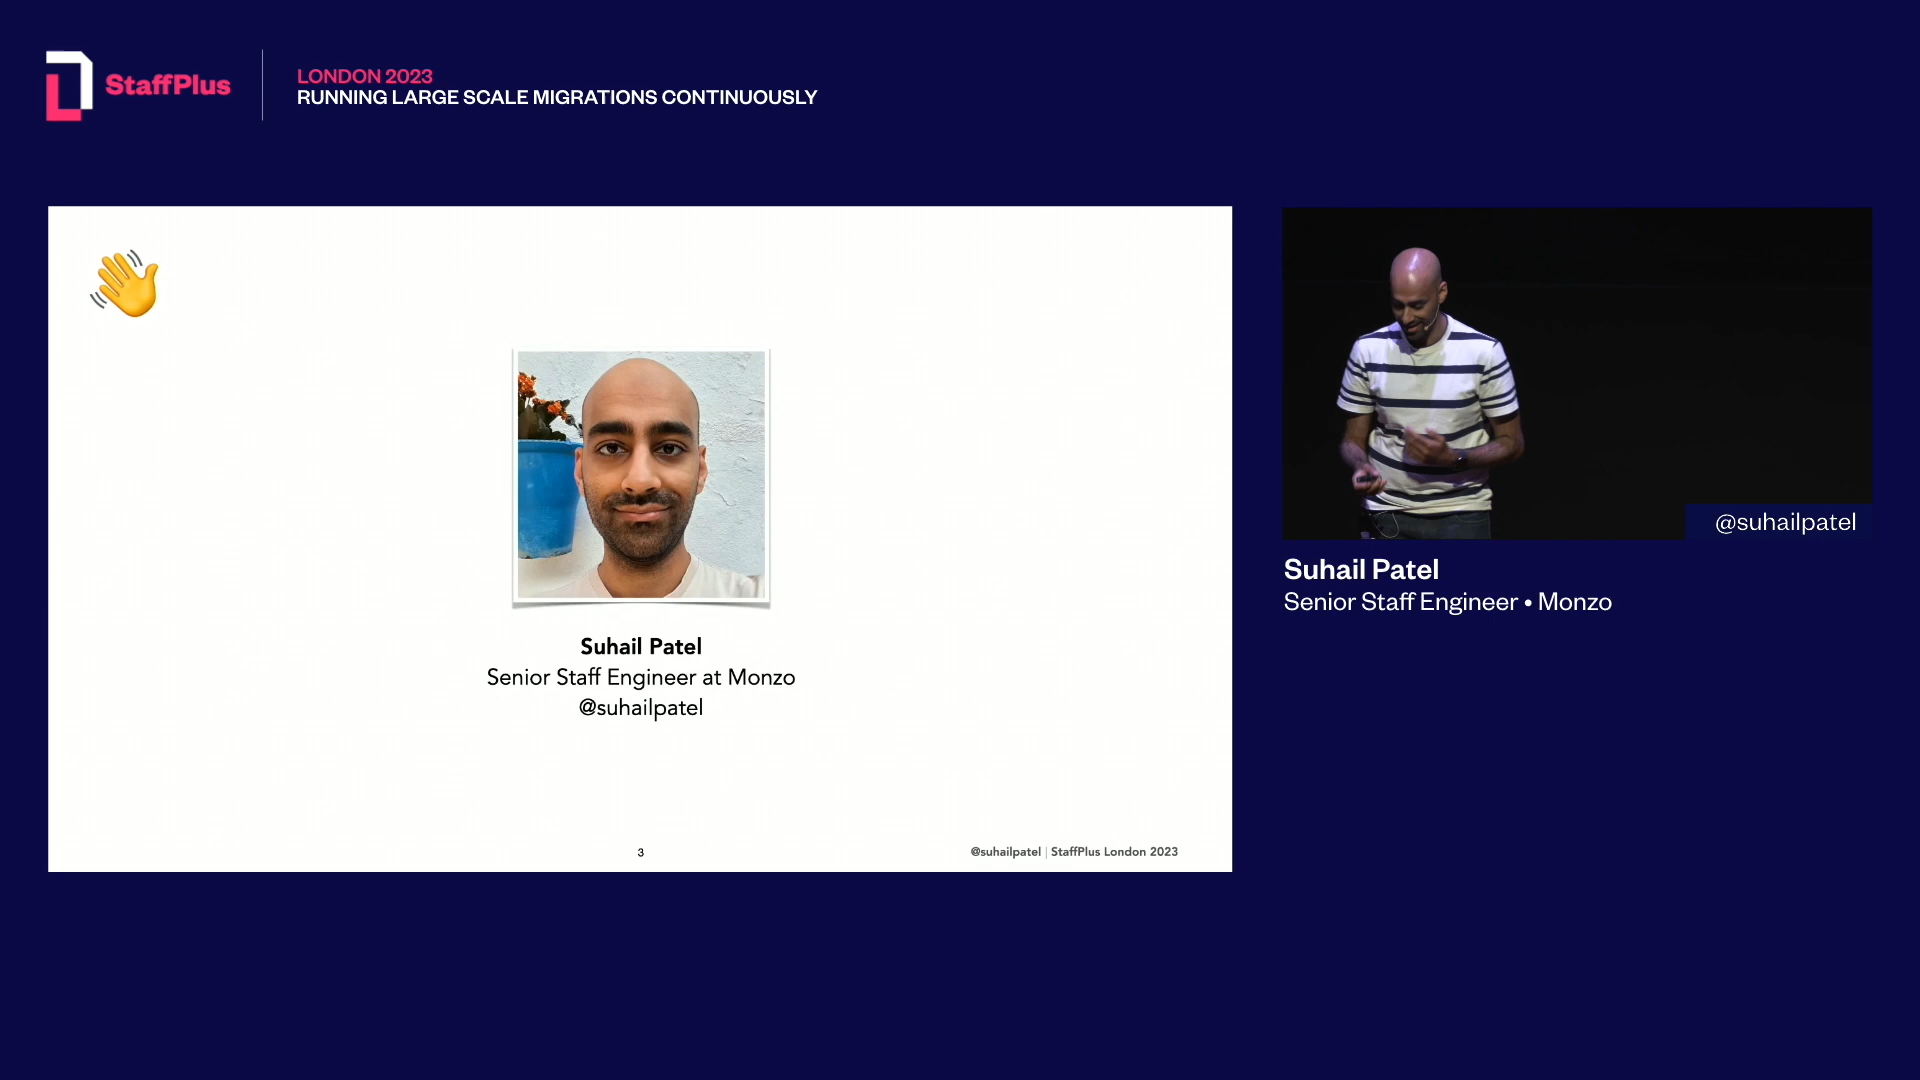 StaffPlus
LONDON 2023
RUNNING LARGE SCALE MIGRATIONS CONTINUOUSLY
Suhail Patel
Senior Staff Engineer at Monzo
@suhailpatel
3
@suhailpatel | StaffPlus London 2023
@suhailpatel
Suhail Patel
Senior Staff Engineer • Monzo